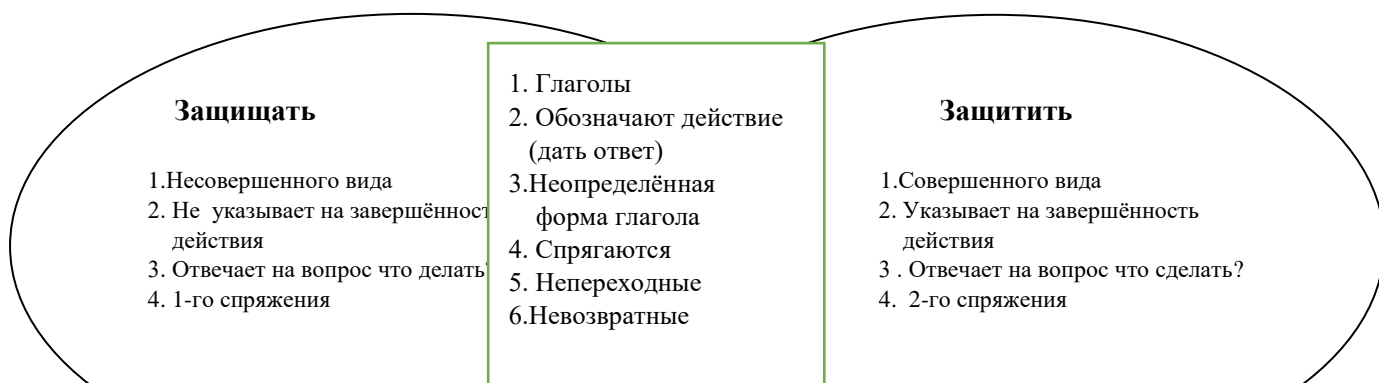 Защищать
1.Несовершенного вида
2. Не указывает на завершённост
действия
3. Отвечает на вопрос что делать?
4. 1-го спряжения
1. Глаголы
2. Обозначают действие
(дать ответ)
3.Неопределённая
форма глагола
4. Спрягаются
5. Непереходные
6.Невозвратные
Защитить
1.Совершенного вида
2. Указывает на завершённость
действия
3 . Отвечает на вопрос что сделать?
4. 2-го спряжения